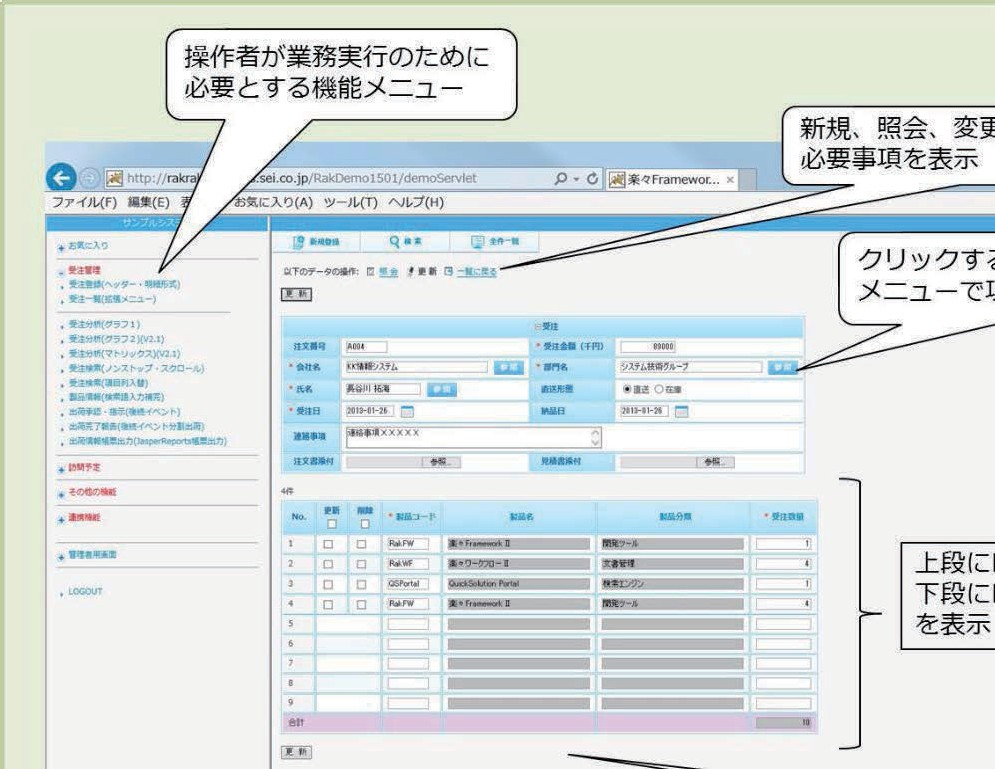 操作者が業務実行のために
必要とする機能メニュー
新規、照会、変更
必要事項を表示
http://rakra .sei.co.jp/RakDemo1501/demoServlet
楽々Framewor... ×
ファイル(F) 編集(E) お気に入り(A) ツール(T) ヘルプ(H)
サンプルシス
お気に入り
受注管理
受注登録(ヘッダー・明細形式)
受注一覧(拡張メニュー)
受注分析(グラフ1)
受注分析(グラフ2)(V2.1)
受注分析(マトリックス)(V2.1)
受注検索(ノンストップ・スクロール)
受注検索(項目列入替)
製品情報(検索語入力補完)
出荷承認・指示(後続イベント)
出荷完了報告(後続イベント分割出荷)
出荷情報帳票出力(JasperReports帳票出力)
訪問予定
その他の機能
連携機能
管理者用画面
LOGOUT
新規登録 検索 全件一覧
以下のデータの操作: 照会 更新 一覧に戻る
更新
クリックする
メニューで項
受注
注文番号 A004 * 受注金額(千円) 89000
* 会社名 KK情報システム 参照 * 部門名 システム技術グループ 参照
* 氏名 長谷川 拓海 参照 直送形態 直送 在庫
* 受注日 2013-01-26 納品日 2013-01-26
連絡事項 連絡事項×××××
注文書添付 参照... 見積書添付 参照...
4件
No. 更新 削除 * 製品コード 製品名 製品分類 * 受注数量
1 RakFW 楽々Framework II 開発ツール 1
2 RakWF 楽々ワークフローII 文書管理 4
3 QSPortal QuickSolution Portal 検索エンジン 1
4 RakFW 楽々Framework II 開発ツール 4
5
6
7
8
9
合計 10
更新
上段に
下段に
を表示